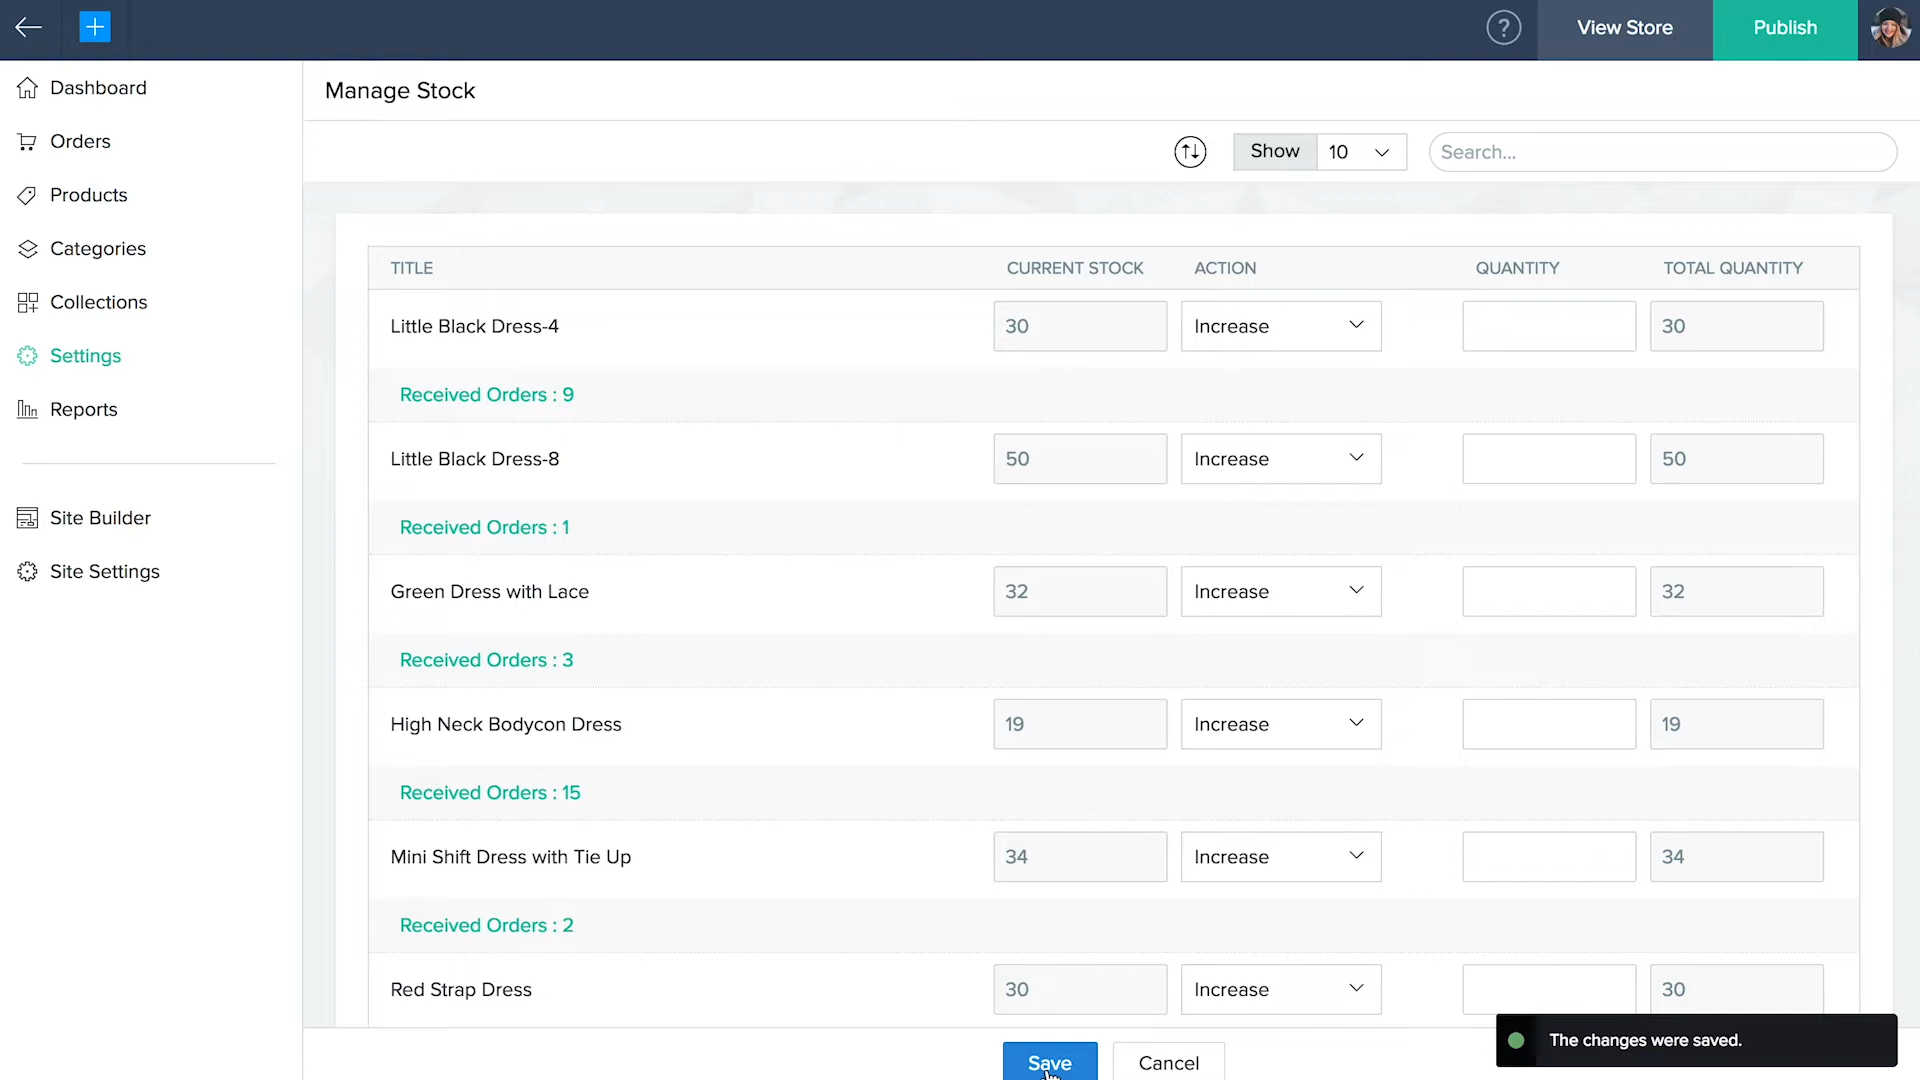 View Store
Publish
Dashboard
Orders
Products
Categories
Collections
Settings
Reports
Site Builder
Site Settings
Manage Stock
Show 10
Search...
TITLE CURRENT STOCK ACTION QUANTITY TOTAL QUANTITY
Little Black Dress-4 30 Increase 30
Received Orders : 9
Little Black Dress-8 50 Increase 50
Received Orders : 1
Green Dress with Lace 32 Increase 32
Received Orders : 3
High Neck Bodycon Dress 19 Increase 19
Received Orders : 15
Mini Shift Dress with Tie Up 34 Increase 34
Received Orders : 2
Red Strap Dress 30 Increase 30
The changes were saved.
Save
Cancel